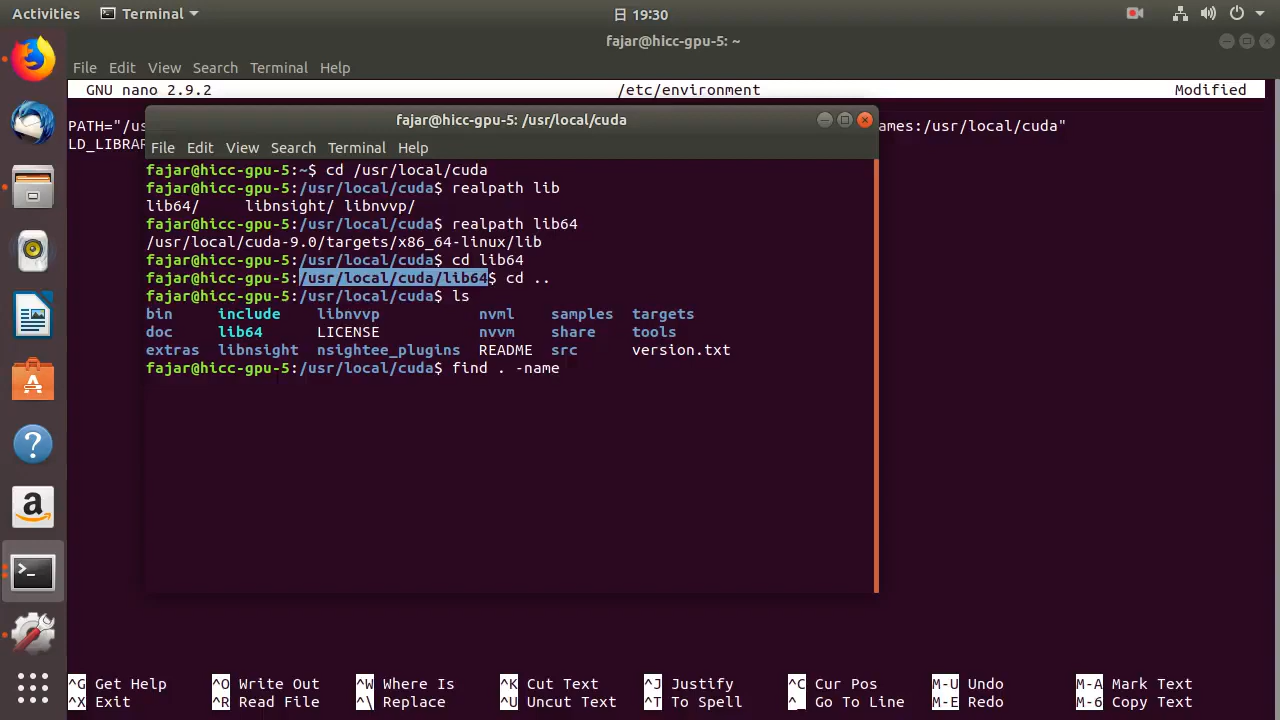 Activities Terminal 日 19:30
fajar@hicc-gpu-5: ~
File Edit View Search Terminal Help
GNU nano 2.9.2 /etc/environment Modified
fajar@hicc-gpu-5: /usr/local/cuda
PATH="/us ames:/usr/local/cuda"
LD_LIBRAR
File Edit View Search Terminal Help
fajar@hicc-gpu-5:~$ cd /usr/local/cuda
fajar@hicc-gpu-5:/usr/local/cuda$ realpath lib
lib64/ libnsight/ libnvvp/
fajar@hicc-gpu-5:/usr/local/cuda$ realpath lib64
/usr/local/cuda-9.0/targets/x86_64-linux/lib
fajar@hicc-gpu-5:/usr/local/cuda$ cd lib64
fajar@hicc-gpu-5:/usr/local/cuda/lib64$ cd ..
fajar@hicc-gpu-5:/usr/local/cuda$ ls
bin include libnvvp nvml samples targets
doc lib64 LICENSE nvvm share tools
extras libnsight nsightee_plugins README src version.txt
fajar@hicc-gpu-5:/usr/local/cuda$ find . -name
^G Get Help ^O Write Out ^W Where Is ^K Cut Text ^J Justify ^C Cur Pos M-U Undo M-A Mark Text
^X Exit ^R Read File ^\ Replace ^U Uncut Text ^T To Spell ^_ Go To Line M-E Redo M-6 Copy Text